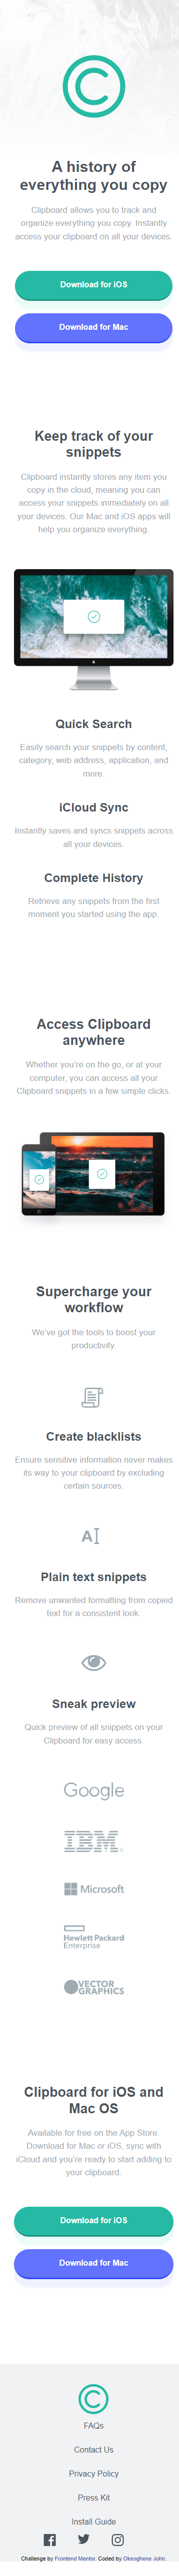 A history of
everything you copy
Clipboard allows you to track and
organize everything you copy. Instantly
access your clipboard on all your devices.
Download for iOS
Download for Mac
Keep track of your
snippets
Clipboard instantly stores any item you
copy in the cloud, meaning you can
access your snippets immediately on all
your devices. Our Mac and iOS apps will
help you organize everything.
Quick Search
Easily search your snippets by content,
category, web address, application, and
more.
iCloud Sync
Instantly saves and syncs snippets across
all your devices.
Complete History
Retrieve any snippets from the first
moment you started using the app.
Access Clipboard
anywhere
Whether you're on the go, or at your
computer, you can access all your
Clipboard snippets in a few simple clicks.
Supercharge your
workflow
We've got the tools to boost your
productivity.
Create blacklists
Ensure sensitive information never makes
its way to your clipboard by excluding
certain sources.
A
Plain text snippets
Remove unwanted formatting from copied
text for a consistent look.
Sneak preview
Quick preview of all snippets on your
Clipboard for easy access.
Google
IBM
Microsoft
Hewlett Packard
Enterprise
VECTOR
GRAPHICS
Clipboard for iOS and
Mac OS
Available for free on the App Store.
Download for Mac or iOS, sync with
iCloud and you're ready to start adding to
your clipboard.
Download for iOS
Download for Mac
FAQs
Contact Us
Privacy Policy
Press Kit
Install Guide
Challenge by Frontend Mentor. Coded by Okeoghene John.